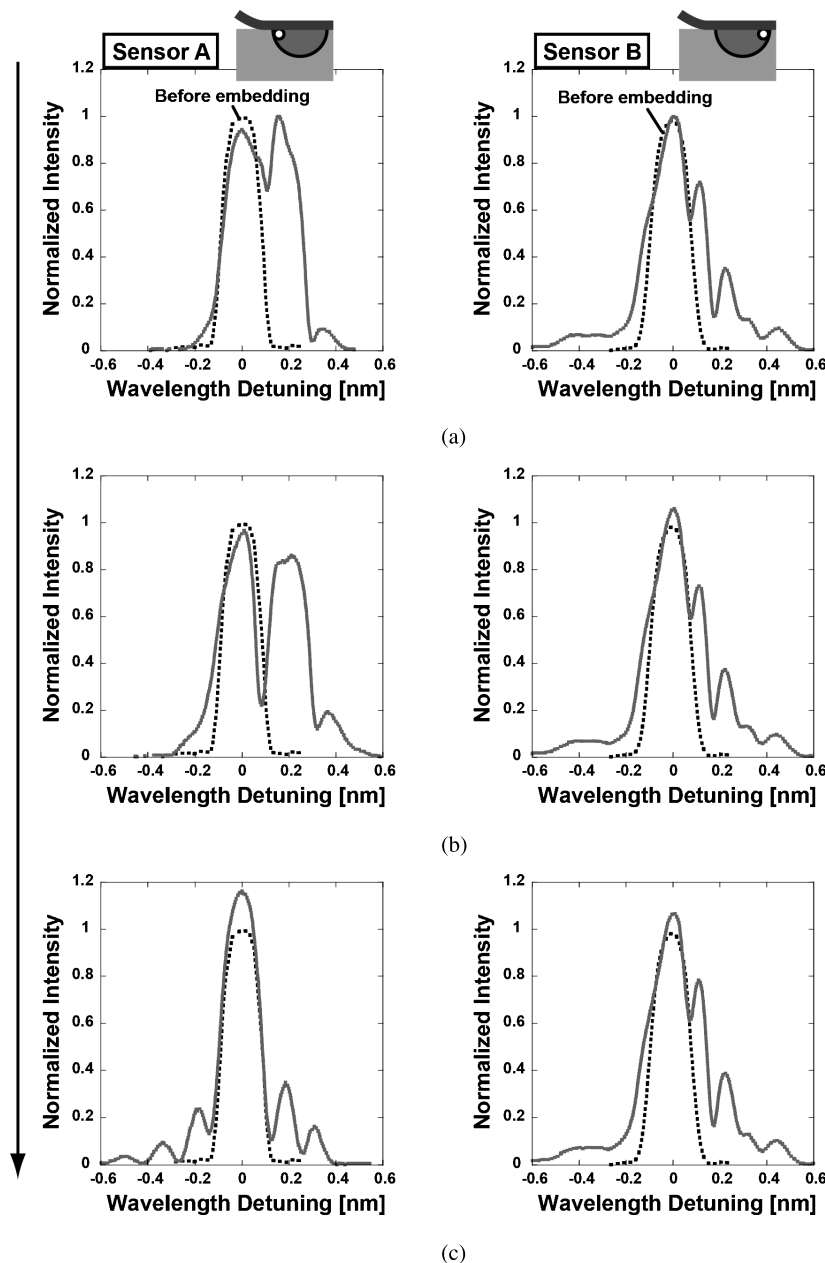 Sensor A
Sensor B
1.2
1
0.8
0.6
0.4
0.2
0
Normalized Intensity
Before embedding
-0.6 -0.4 -0.2 0 0.2 0.4 0.6
Wavelength Detuning [nm]
1.2
1
0.8
0.6
0.4
0.2
0
Normalized Intensity
Before embedding
-0.6 -0.4 -0.2 0 0.2 0.4 0.6
Wavelength Detuning [nm]
(a)
1.2
1
0.8
0.6
0.4
0.2
0
Normalized Intensity
-0.6 -0.4 -0.2 0 0.2 0.4 0.6
Wavelength Detuning [nm]
1.2
1
0.8
0.6
0.4
0.2
0
Normalized Intensity
-0.6 -0.4 -0.2 0 0.2 0.4 0.6
Wavelength Detuning [nm]
(b)
1.2
1
0.8
0.6
0.4
0.2
0
Normalized Intensity
-0.6 -0.4 -0.2 0 0.2 0.4 0.6
Wavelength Detuning [nm]
1.2
1
0.8
0.6
0.4
0.2
0
Normalized Intensity
-0.6 -0.4 -0.2 0 0.2 0.4 0.6
Wavelength Detuning [nm]
(c)